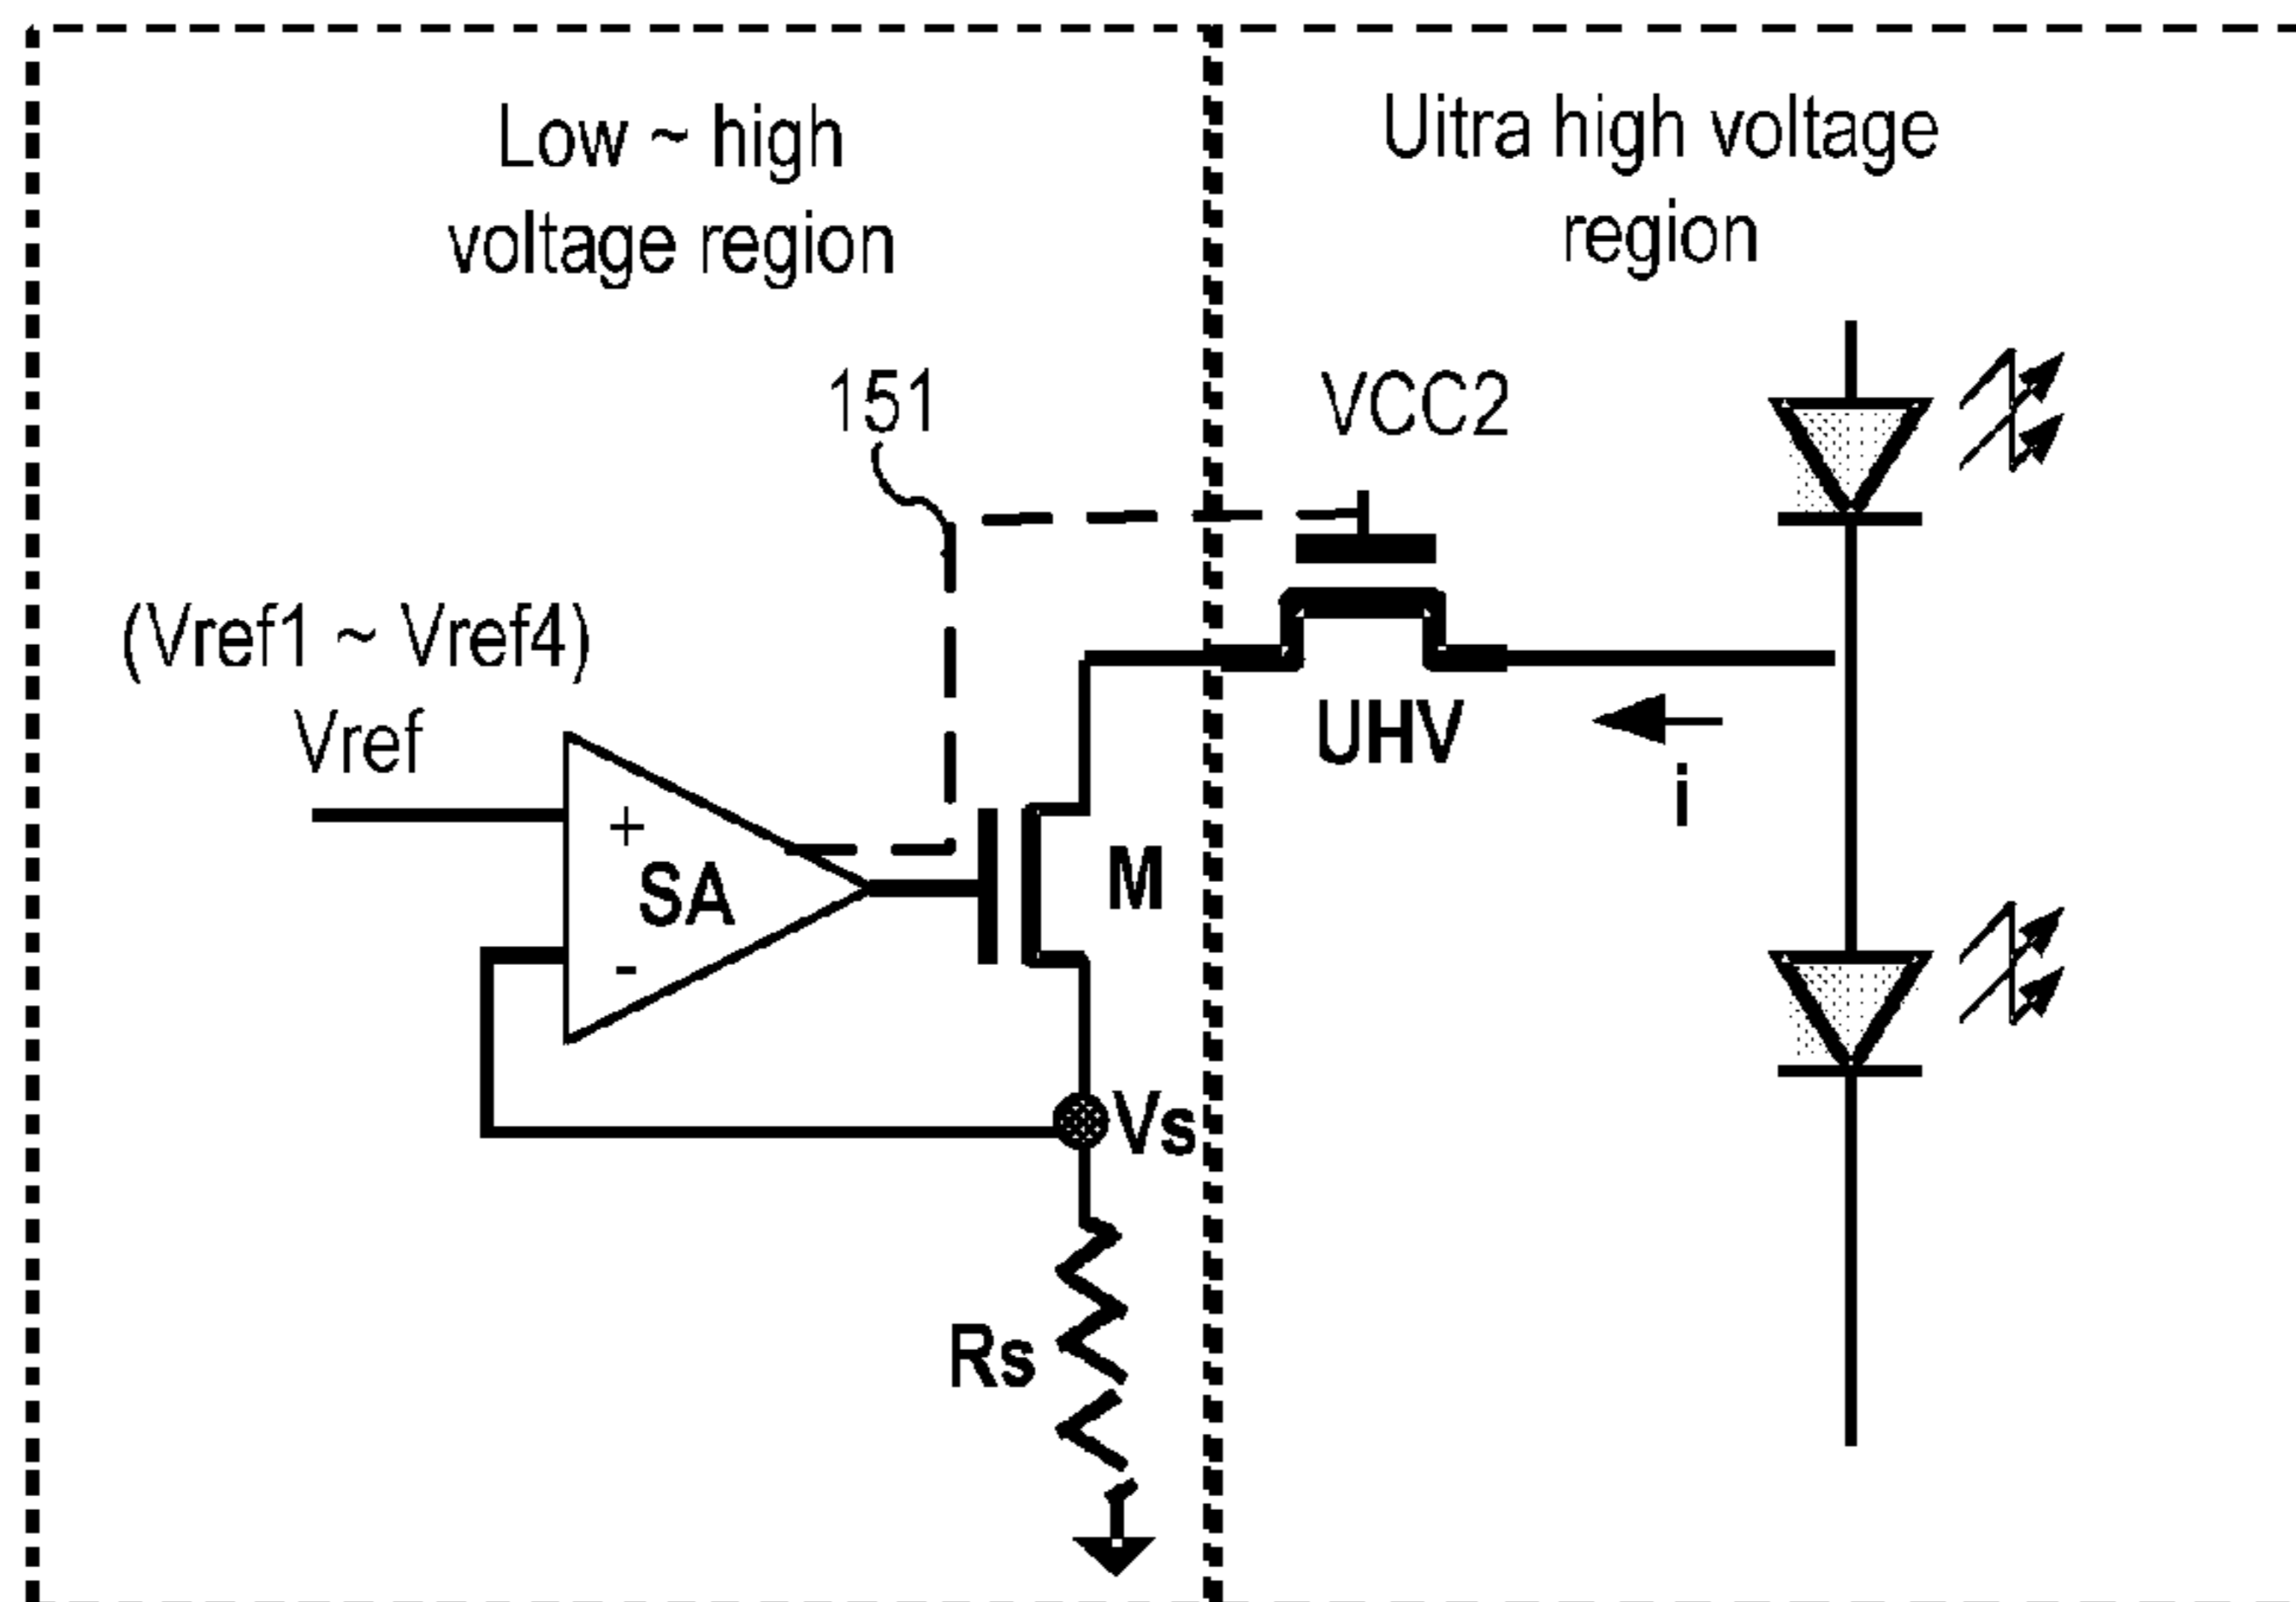 Low ~ high
voltage region
Uitra high voltage
region
151
VCC2
(Vref1 ~ Vref4)
Vref
UHV
i
+
SA
-
M
Vs
Rs